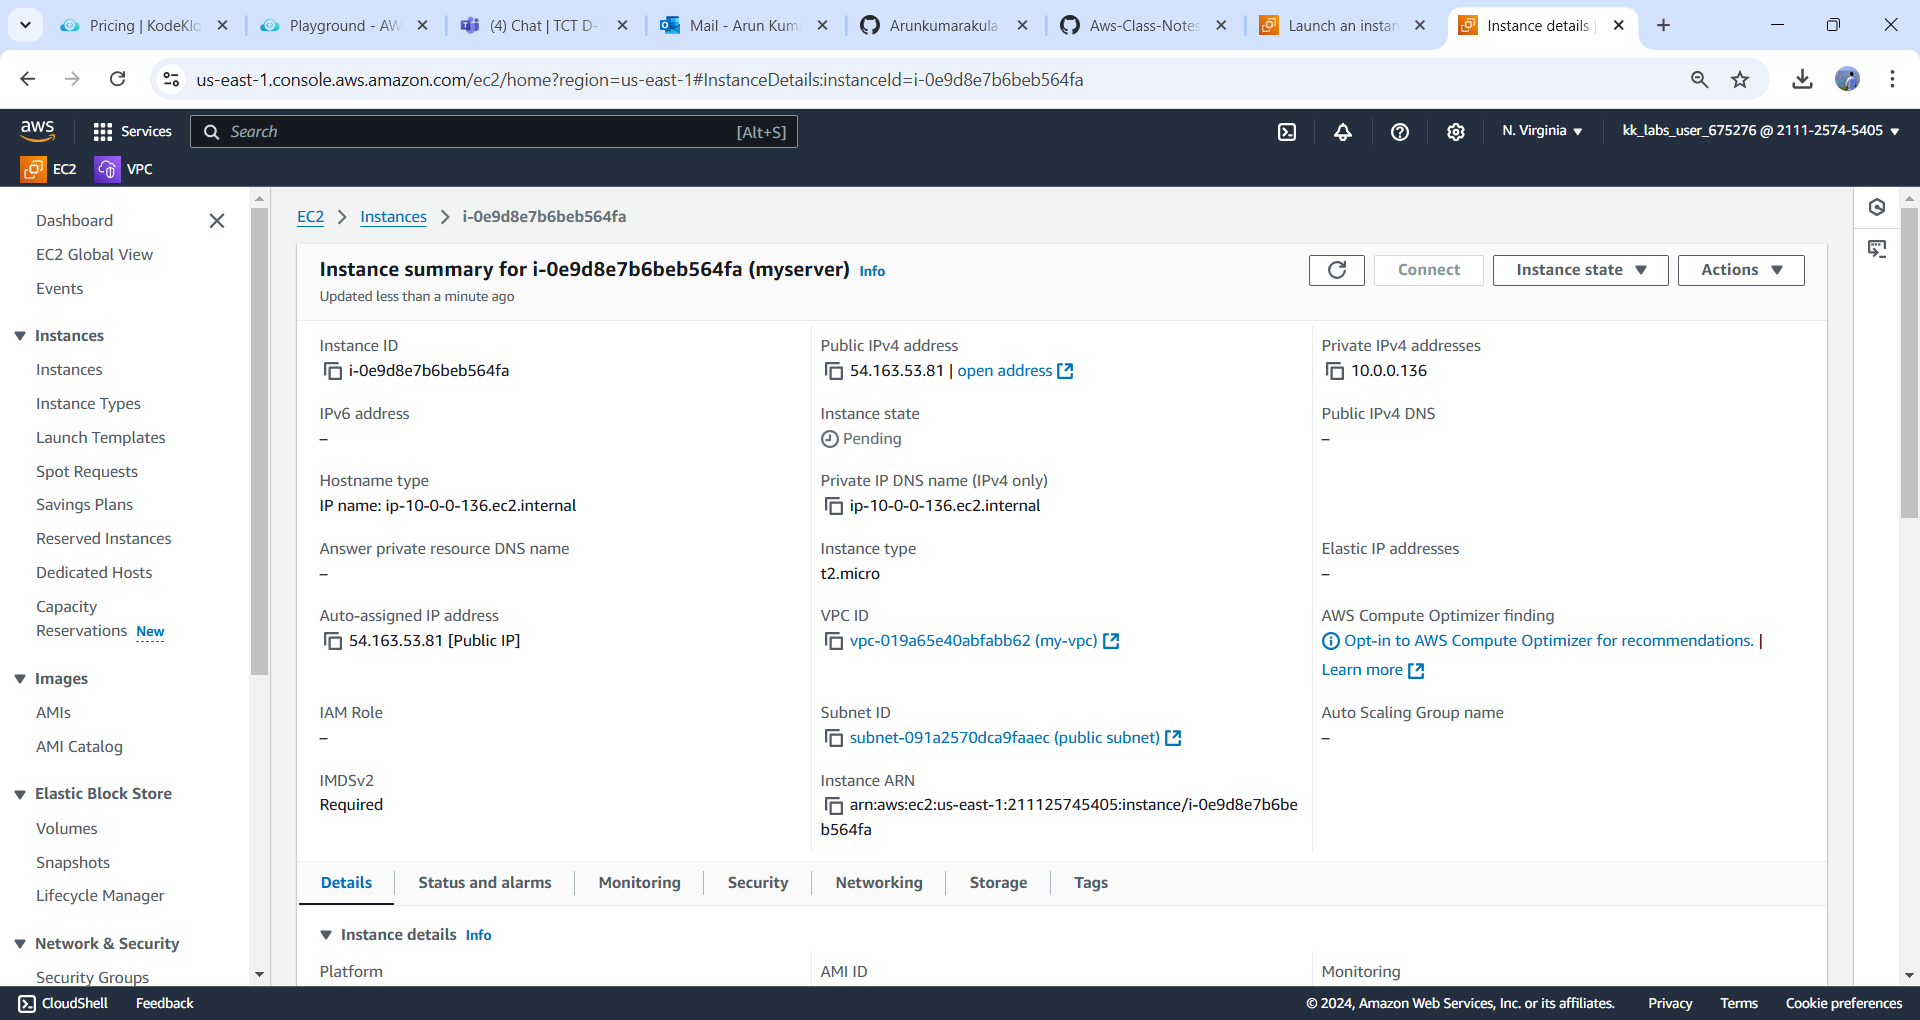 Pricing | KodeKlo
Playground - AW
(4) Chat | TCT D-
Mail - Arun Kum
Arunkumarakula
Aws-Class-Notes
Launch an instan
Instance details |
us-east-1.console.aws.amazon.com/ec2/home?region=us-east-1#InstanceDetails:instanceId=i-0e9d8e7b6beb564fa
aws
Services
Search
[Alt+S]
N. Virginia
kk_labs_user_675276 @ 2111-2574-5405
EC2
VPC
Dashboard
EC2 Global View
Events
Instances
Instances
Instance Types
Launch Templates
Spot Requests
Savings Plans
Reserved Instances
Dedicated Hosts
Capacity
Reservations New
Images
AMIs
AMI Catalog
Elastic Block Store
Volumes
Snapshots
Lifecycle Manager
Network & Security
Security Groups
EC2
Instances
i-0e9d8e7b6beb564fa
Instance summary for i-0e9d8e7b6beb564fa (myserver) Info
Updated less than a minute ago
Connect
Instance state
Actions
Instance ID
i-0e9d8e7b6beb564fa
Public IPv4 address
54.163.53.81 | open address
Private IPv4 addresses
10.0.0.136
IPv6 address
–
Instance state
Pending
Public IPv4 DNS
–
Hostname type
IP name: ip-10-0-0-136.ec2.internal
Private IP DNS name (IPv4 only)
ip-10-0-0-136.ec2.internal
Answer private resource DNS name
–
Instance type
t2.micro
Elastic IP addresses
–
Auto-assigned IP address
54.163.53.81 [Public IP]
VPC ID
vpc-019a65e40abfabb62 (my-vpc)
AWS Compute Optimizer finding
Opt-in to AWS Compute Optimizer for recommendations. |
Learn more
IAM Role
–
Subnet ID
subnet-091a2570dca9faaec (public subnet)
Auto Scaling Group name
–
IMDSv2
Required
Instance ARN
arn:aws:ec2:us-east-1:211125745405:instance/i-0e9d8e7b6be
b564fa
Details
Status and alarms
Monitoring
Security
Networking
Storage
Tags
Instance details Info
Platform
AMI ID
Monitoring
CloudShell
Feedback
© 2024, Amazon Web Services, Inc. or its affiliates.
Privacy
Terms
Cookie preferences